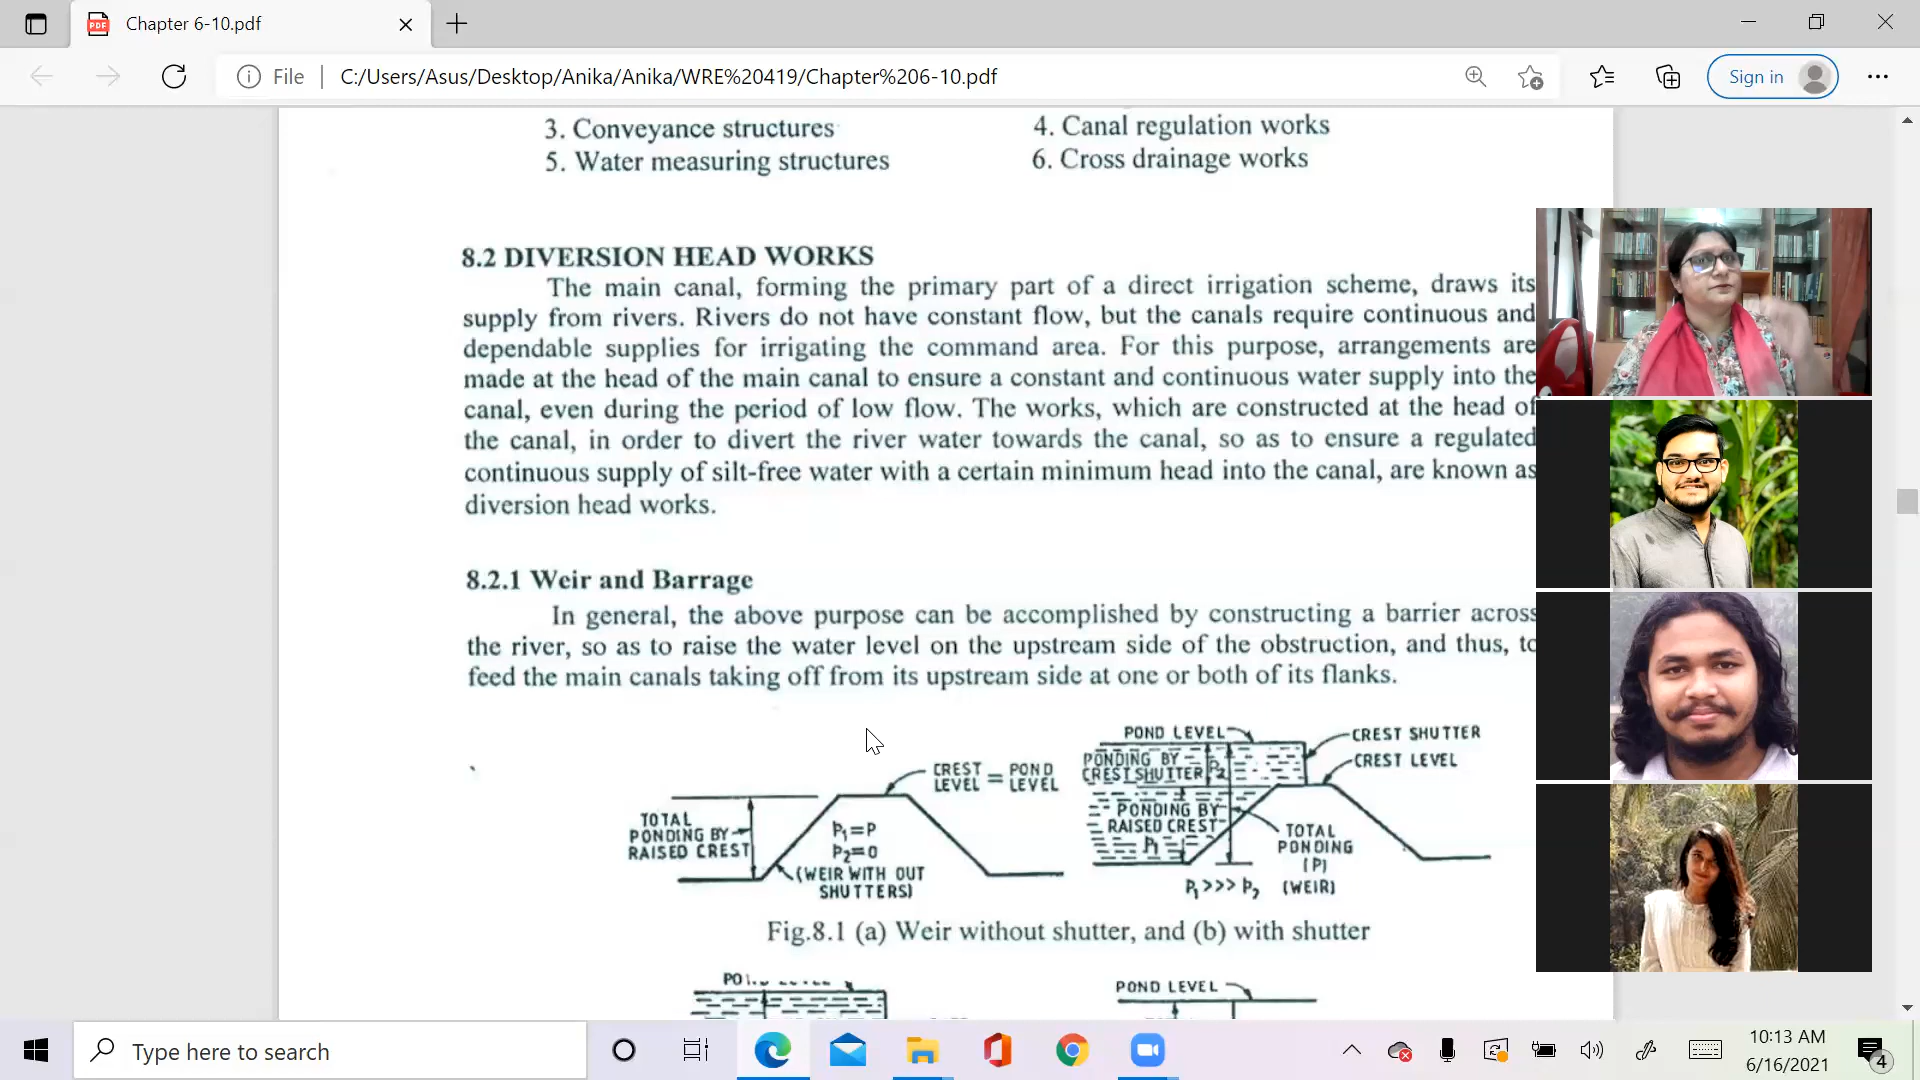 Chapter 6-10.pdf
File
C:/Users/Asus/Desktop/Anika/Anika/WRE%20419/Chapter%206-10.pdf
Sign in
3. Conveyance structures
4. Canal regulation works
5. Water measuring structures
6. Cross drainage works
8.2 DIVERSION HEAD WORKS
The main canal, forming the primary part of a direct irrigation scheme, draws its
supply from rivers. Rivers do not have constant flow, but the canals require continuous and
dependable supplies for irrigating the command area. For this purpose, arrangements are
made at the head of the main canal to ensure a constant and continuous water supply into the
canal, even during the period of low flow. The works, which are constructed at the head of
the canal, in order to divert the river water towards the canal, so as to ensure a regulated
continuous supply of silt-free water with a certain minimum head into the canal, are known as
diversion head works.
8.2.1 Weir and Barrage
In general, the above purpose can be accomplished by constructing a barrier across
the river, so as to raise the water level on the upstream side of the obstruction, and thus, to
feed the main canals taking off from its upstream side at one or both of its flanks.
CREST LEVEL = POND LEVEL
TOTAL
PONDING BY
RAISED CREST
P1=P
P2=0
(WEIR WITH OUT
SHUTTERS)
POND LEVEL
CREST SHUTTER
CREST LEVEL
PONDING BY
CREST SHUTTER
P2
PONDING BY
RAISED CREST
P1
TOTAL
PONDING
(P)
(WEIR)
P1>>> P2
Fig.8.1 (a) Weir without shutter, and (b) with shutter
POND LEVEL
Type here to search
10:13 AM
6/16/2021
4